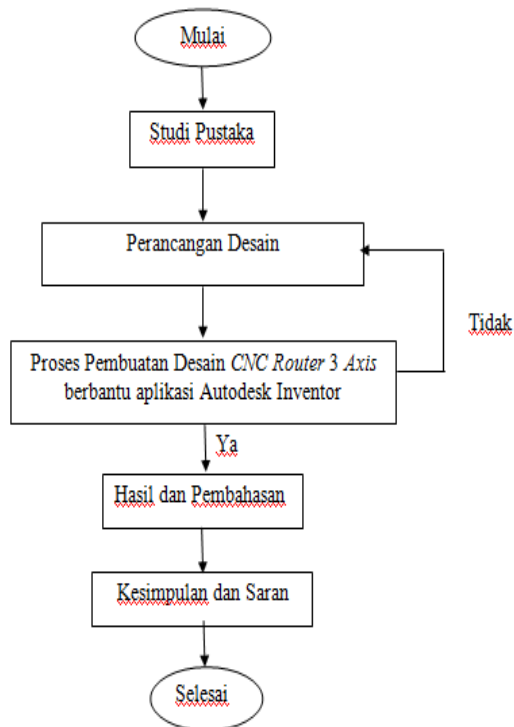 Mulai
Studi Pustaka
Perancangan Desain
Tidak
Proses Pembuatan Desain CNC Router 3 Axis
berbantu aplikasi Autodesk Inventor
Ya
Hasil dan Pembahasan
Kesimpulan dan Saran
Selesai